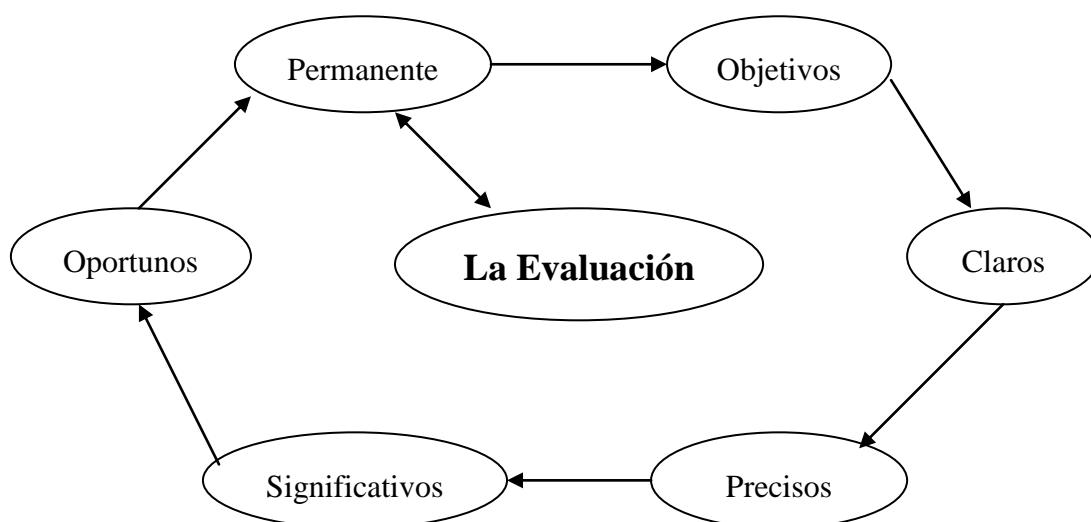 Permanente
Objetivos
Oportunos
La Evaluación
Claros
Significativos
Precisos